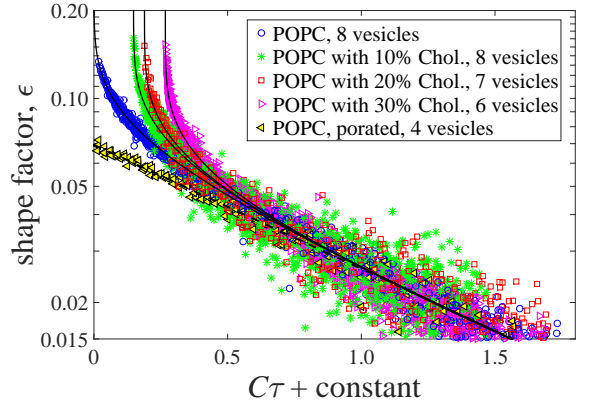 POPC, 8 vesicles
POPC with 10% Chol., 8 vesicles
POPC with 20% Chol., 7 vesicles
POPC with 30% Chol., 6 vesicles
POPC, porated, 4 vesicles
shape factor, ϵ
0.10
0.05
0.02
0.015
0
0.5
1.0
1.5
Cτ + constant